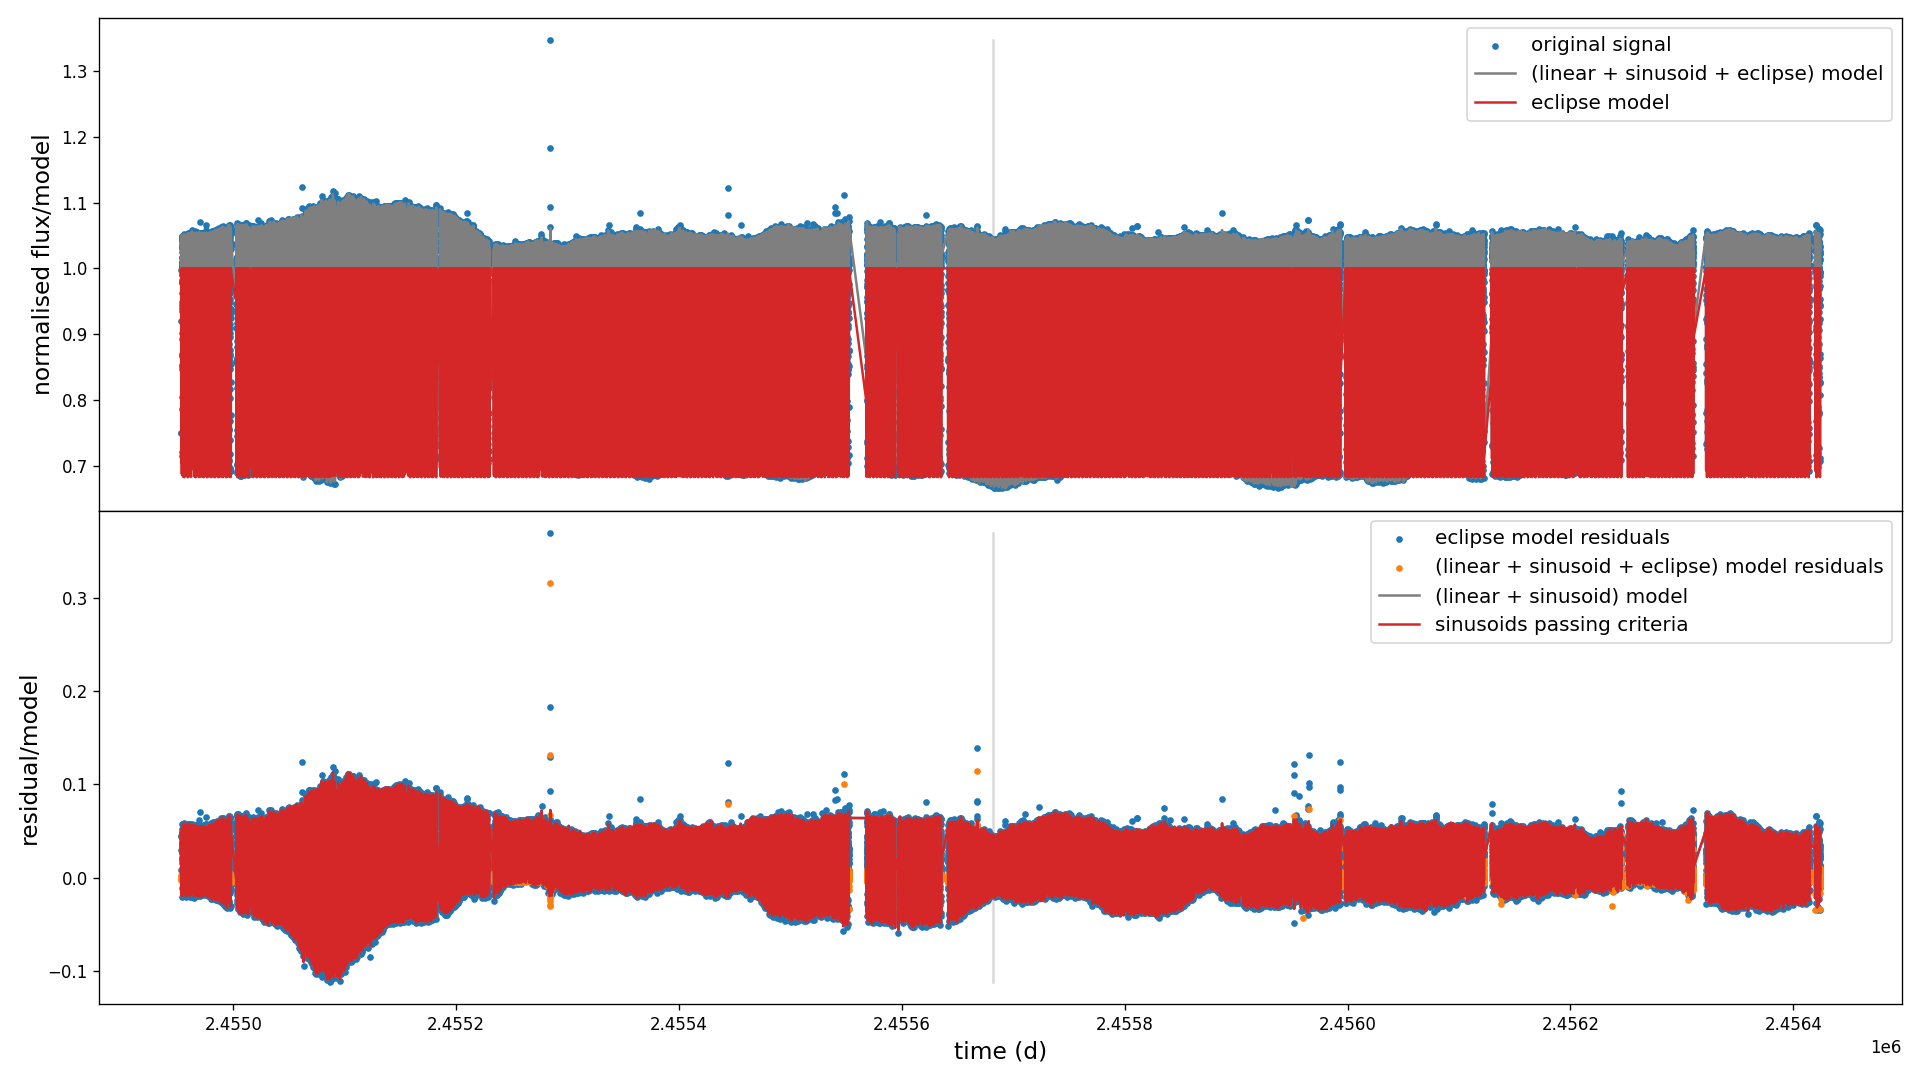 original signal
(linear + sinusoid + eclipse) model
eclipse model
1.3
1.2
1.1
1.0
0.9
0.8
0.7
normalised flux/model
eclipse model residuals
(linear + sinusoid + eclipse) model residuals
(linear + sinusoid) model
sinusoids passing criteria
0.3
0.2
0.1
0.0
−0.1
residual/model
2.4550 2.4552 2.4554 2.4556 2.4558 2.4560 2.4562 2.4564
1e6
time (d)